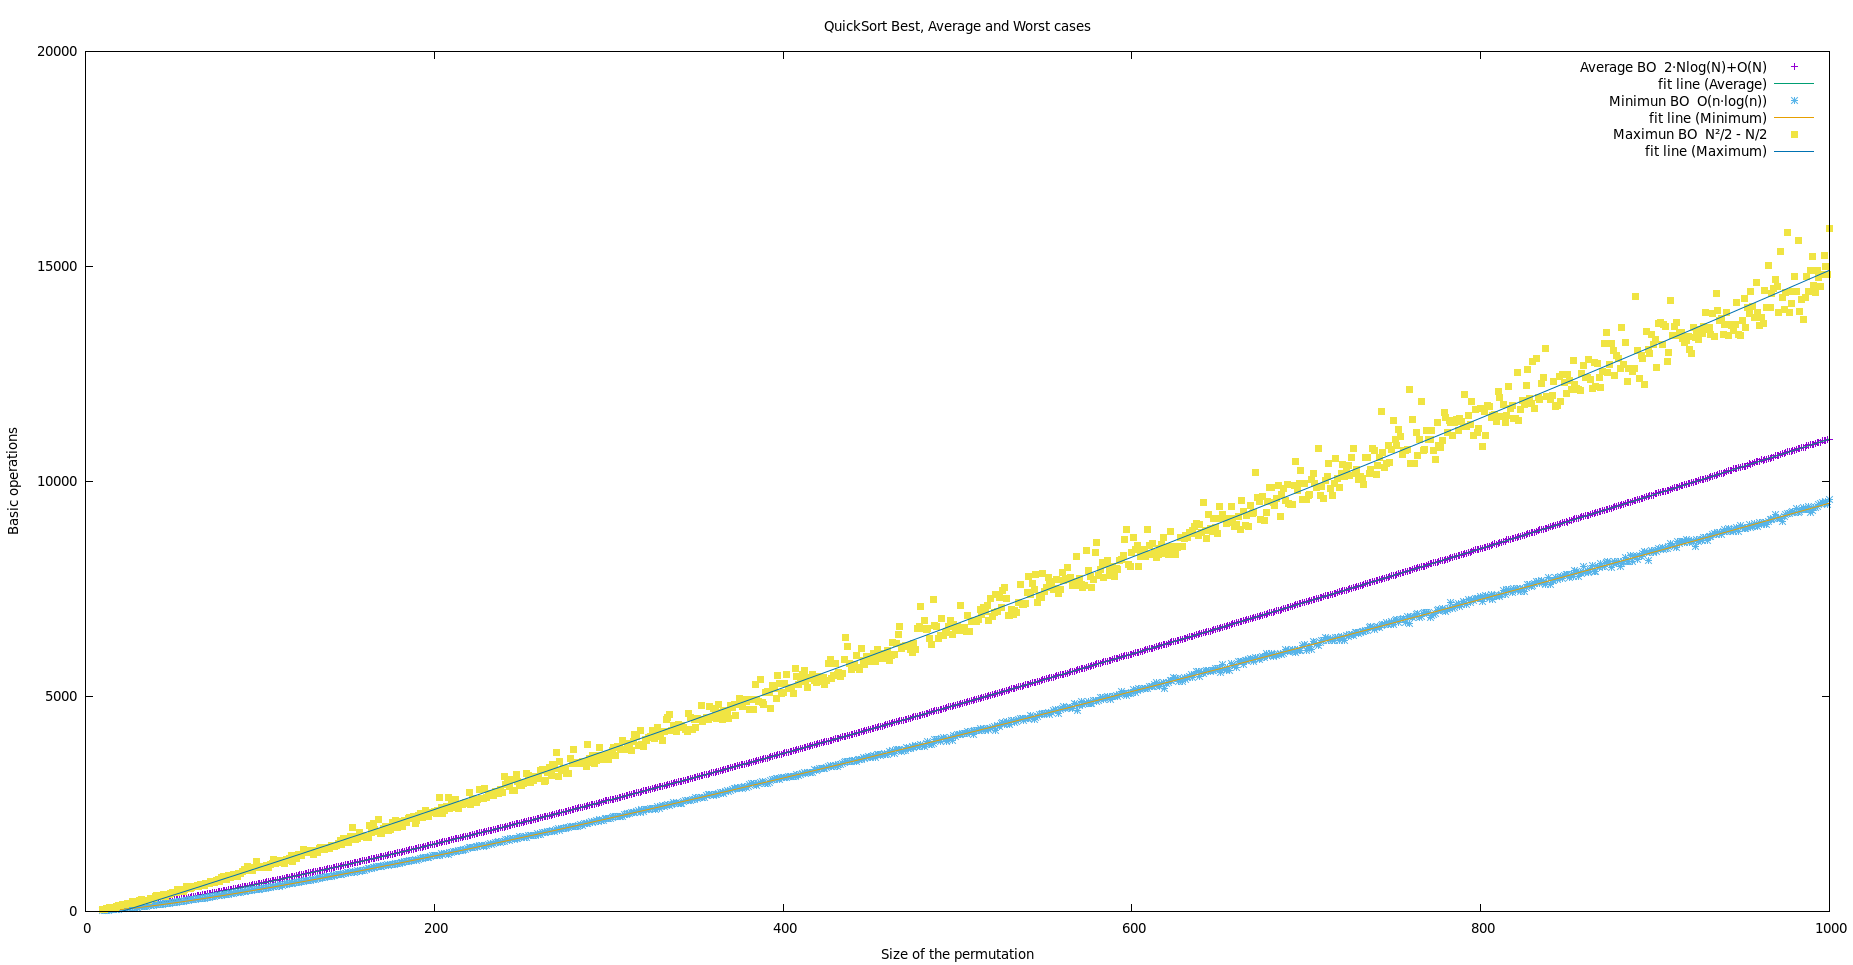 QuickSort Best, Average and Worst cases
20000
15000
10000
5000
0
Basic operations
Average BO  2·Nlog(N)+O(N)
fit line (Average)
Minimun BO  O(n·log(n))
fit line (Minimum)
Maximun BO  N²/2 - N/2
fit line (Maximum)
0 200 400 600 800 1000
Size of the permutation